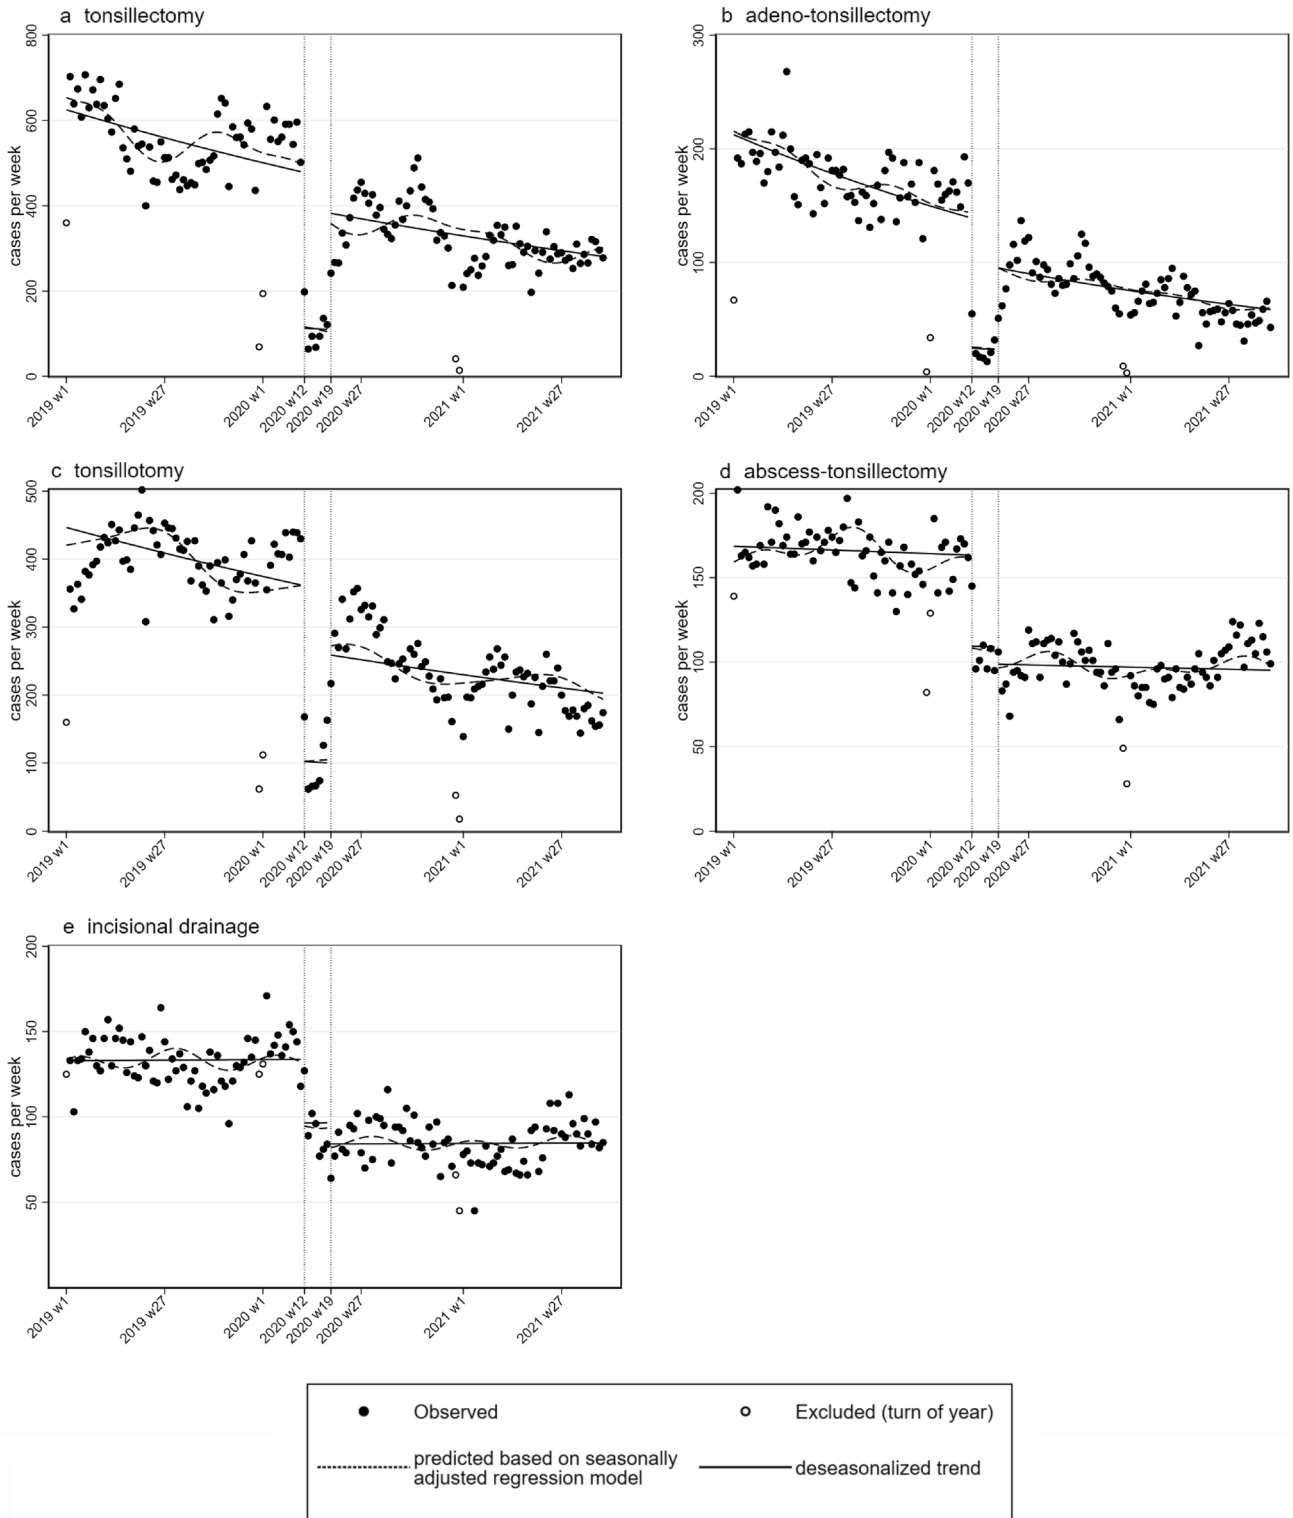 a tonsillectomy
800
600
400
200
0
cases per week
2019 w1
2019 w27
2020 w1
2020 w12
2020 w19
2020 w27
2021 w1
2021 w27
b adeno-tonsillectomy
300
200
100
0
cases per week
2019 w1
2019 w27
2020 w1
2020 w12
2020 w19
2020 w27
2021 w1
2021 w27
c tonsillotomy
500
400
300
200
100
0
cases per week
2019 w1
2019 w27
2020 w1
2020 w12
2020 w19
2020 w27
2021 w1
2021 w27
d abscess-tonsillectomy
200
150
100
50
0
cases per week
2019 w1
2019 w27
2020 w1
2020 w12
2020 w19
2020 w27
2021 w1
2021 w27
e incisional drainage
200
150
100
50
cases per week
2019 w1
2019 w27
2020 w1
2020 w12
2020 w19
2020 w27
2021 w1
2021 w27
Observed
Excluded (turn of year)
predicted based on seasonally
adjusted regression model
deseasonalized trend